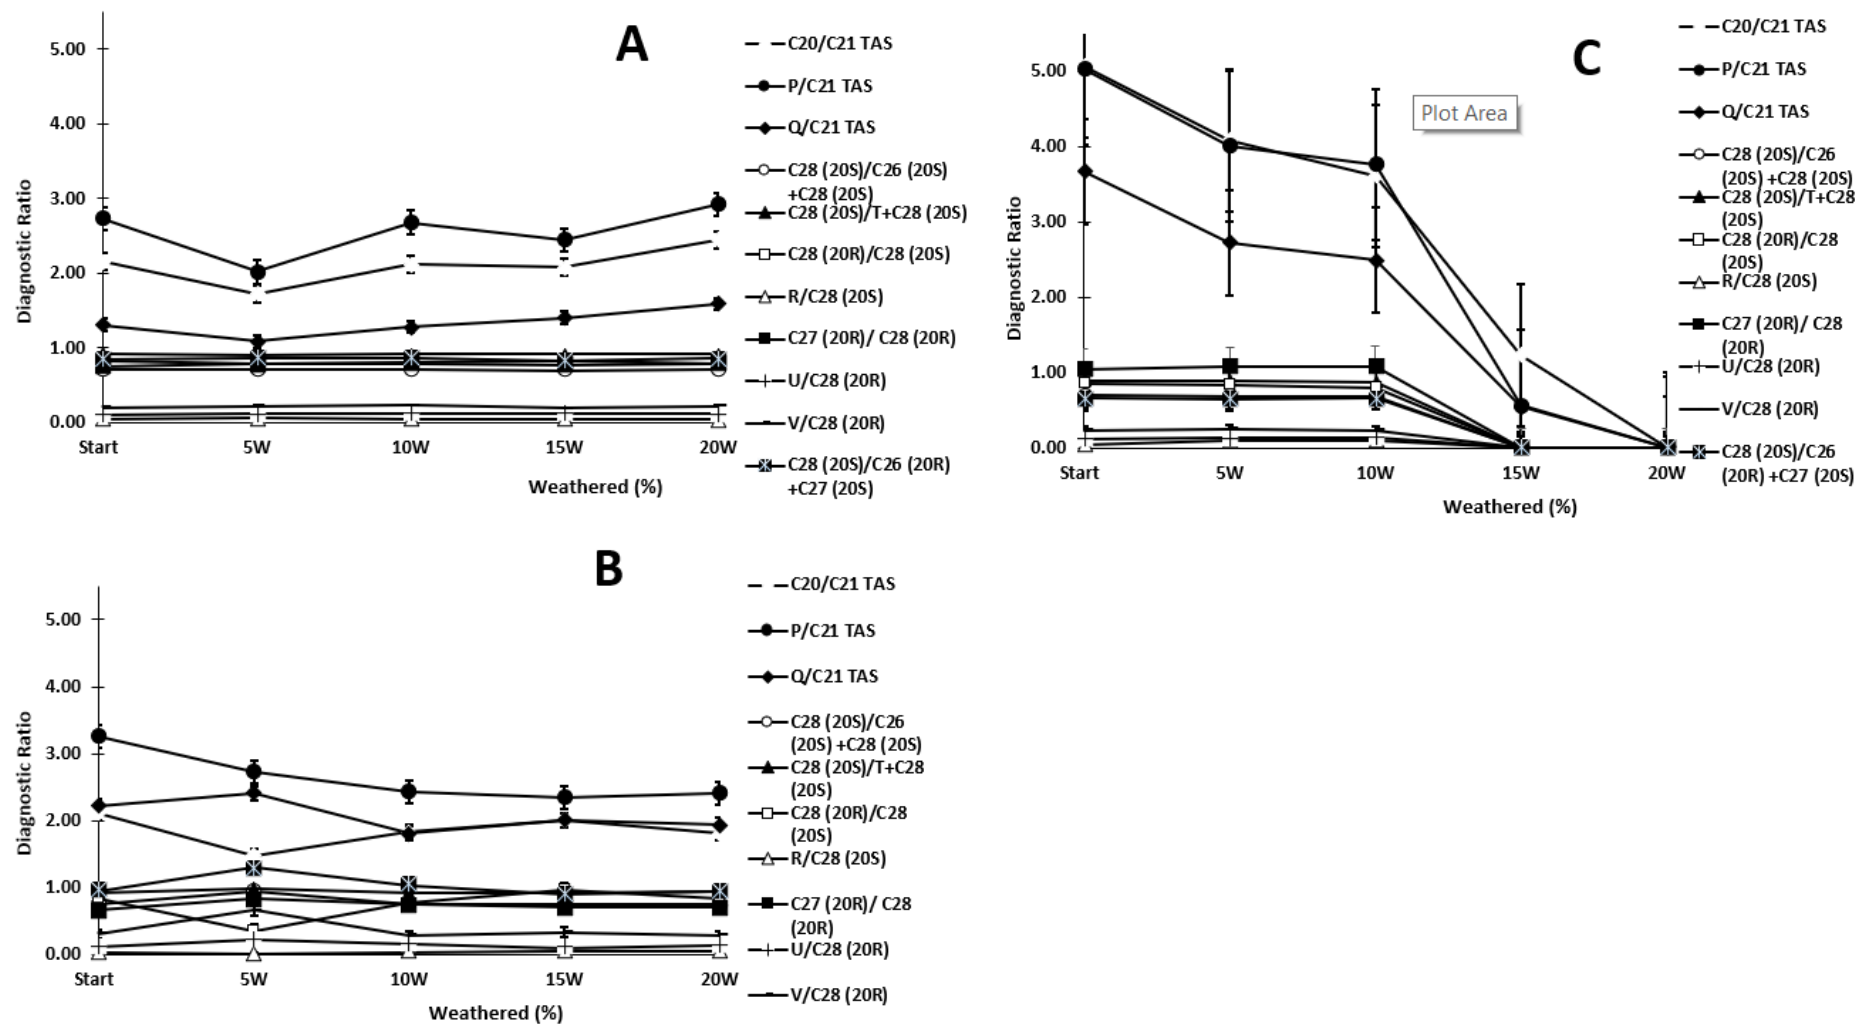 A
5.00
4.00
3.00
2.00
1.00
0.00
Diagnostic Ratio
Start
5W
10W
15W
20W
Weathered (%)
C20/C21 TAS
P/C21 TAS
Q/C21 TAS
C28 (20S)/C26 (20S)
+C28 (20S)
C28 (20S)/T+C28 (20S)
C28 (20R)/C28 (20S)
R/C28 (20S)
C27 (20R)/ C28 (20R)
U/C28 (20R)
V/C28 (20R)
C28 (20S)/C26 (20R)
+C27 (20S)
C
5.00
4.00
3.00
2.00
1.00
0.00
Diagnostic Ratio
Plot Area
Start
5W
10W
15W
20W
Weathered (%)
C20/C21 TAS
P/C21 TAS
Q/C21 TAS
C28 (20S)/C26
(20S) +C28 (20S)
C28 (20S)/T+C28
(20S)
C28 (20R)/C28
(20S)
R/C28 (20S)
C27 (20R)/ C28
(20R)
U/C28 (20R)
V/C28 (20R)
C28 (20S)/C26
(20R) +C27 (20S)
B
5.00
4.00
3.00
2.00
1.00
0.00
Diagnostic Ratio
Start
5W
10W
15W
20W
Weathered (%)
C20/C21 TAS
P/C21 TAS
Q/C21 TAS
C28 (20S)/C26
(20S) +C28 (20S)
C28 (20S)/T+C28
(20S)
C28 (20R)/C28
(20S)
R/C28 (20S)
C27 (20R)/ C28
(20R)
U/C28 (20R)
V/C28 (20R)